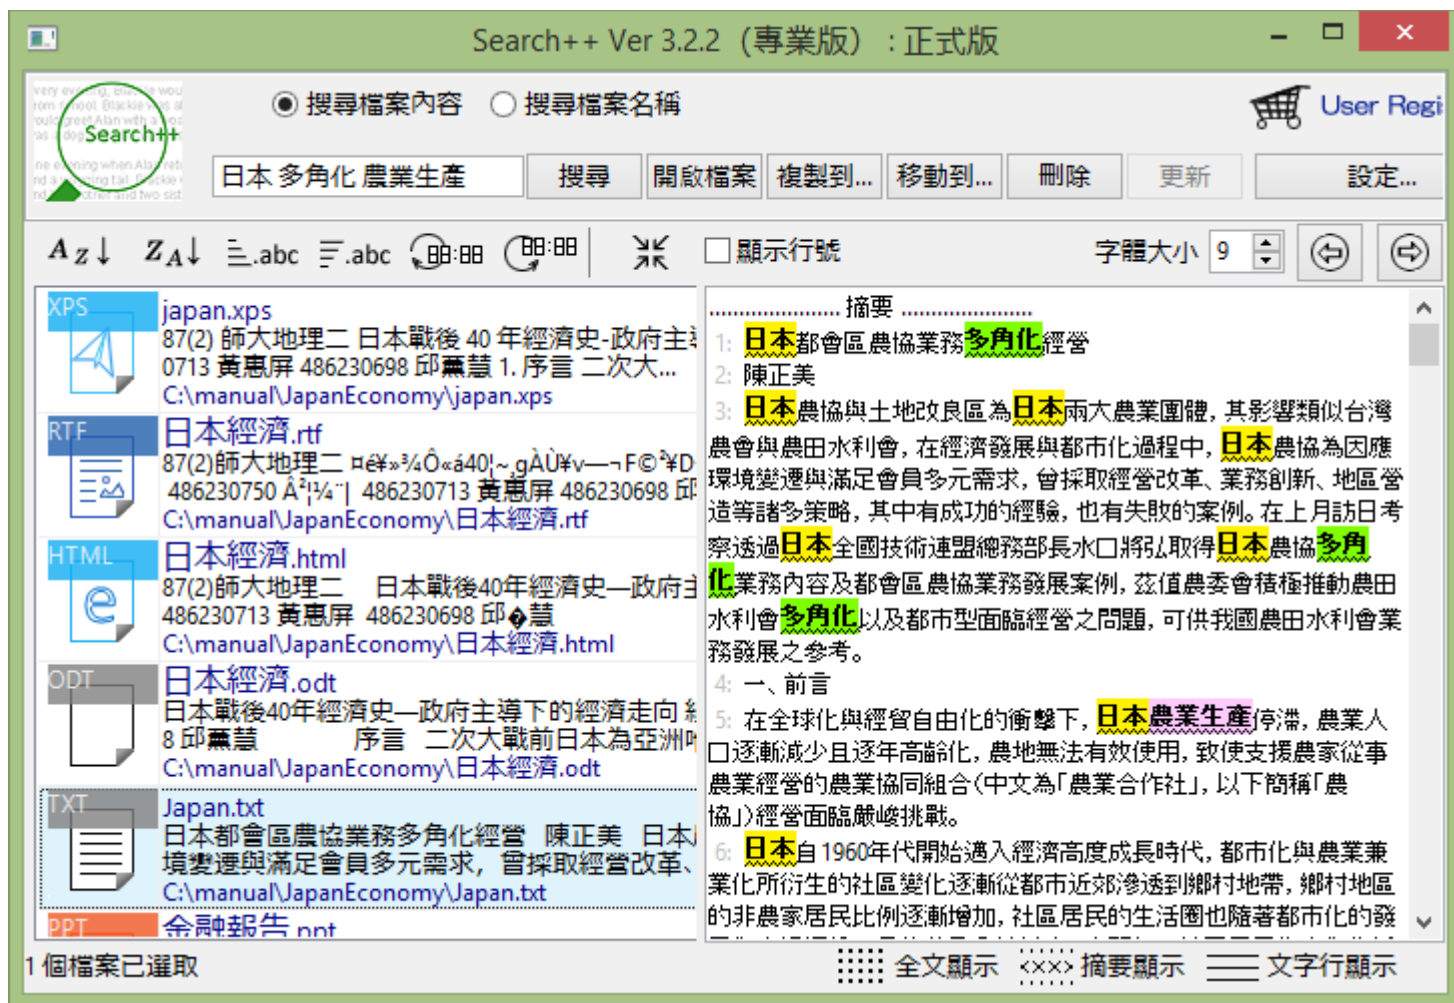 Search++ Ver 3.2.2 (專業版) : 正式版
Search++
搜尋檔案內容 搜尋檔案名稱
User Regi
日本 多角化 農業生產 搜尋 開啟檔案 複製到... 移動到... 刪除 更新 設定...
AZ↓ ZA↓ .abc .abc 88:88 88:88 顯示行號 字體大小 9
XPS
japan.xps
87(2) 師大地理二 日本戰後 40 年經濟史-政府主導
0713 黃惠屏 486230698 邱薰慧 1. 序言 二次大...
C:\manual\JapanEconomy\japan.xps
RTF
日本經濟.rtf
87(2)師大地理二
486230713 黃惠屏 486230698 邱
C:\manual\JapanEconomy\日本經濟.rtf
HTML
日本經濟.html
87(2)師大地理二 日本戰後40年經濟史—政府主
486230713 黃惠屏 486230698 邱�慧
C:\manual\JapanEconomy\日本經濟.html
ODT
日本經濟.odt
日本戰後40年經濟史—政府主導下的經濟走向 經
8 邱薰慧 序言 二次大戰前日本為亞洲唯
C:\manual\JapanEconomy\日本經濟.odt
TXT
Japan.txt
日本都會區農協業務多角化經營 陳正美 日本
境變遷與滿足會員多元需求, 曾採取經營改革、
C:\manual\JapanEconomy\Japan.txt
PPT
金融報告.ppt
..................... 摘要 .....................
1: 日本都會區農協業務多角化經營
2: 陳正美
3: 日本農協與土地改良區為日本兩大農業團體, 其影響類似台灣
農會與農田水利會, 在經濟發展與都市化過程中, 日本農協為因應
環境變遷與滿足會員多元需求, 曾採取經營改革、業務創新、地區營
造等諸多策略, 其中有成功的經驗, 也有失敗的案例。在上月訪日考
察透過日本全國技術連盟總務部長水口將弘取得日本農協多角
化業務內容及都會區農協業務發展案例, 茲值農委會積極推動農田
水利會多角化以及都市型面臨經營之問題, 可供我國農田水利會業
務發展之參考。
4: 一、前言
5: 在全球化與經貿自由化的衝擊下, 日本農業生產停滯, 農業人
口逐漸減少且逐年高齡化, 農地無法有效使用, 致使支援農家從事
農業經營的農業協同組合(中文為「農業合作社」, 以下簡稱「農
協」)經營面臨嚴峻挑戰。
6: 日本自 1960年代開始邁入經濟高度成長時代, 都市化與農業兼
業化所衍生的社區變化逐漸從都市近郊滲透到鄉村地帶, 鄉村地區
的非農家居民比例逐漸增加, 社區居民的生活圈也隨著都市化的發
1 個檔案已選取 全文顯示 <xxx> 摘要顯示 文字行顯示